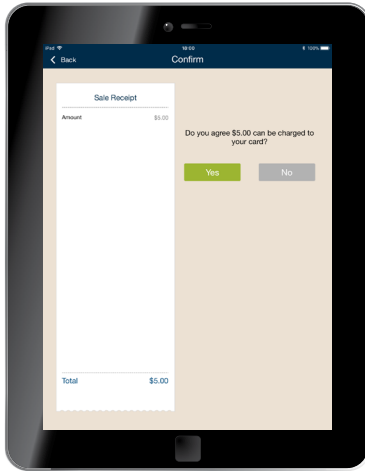 iPad 10:00 100%
Back Confirm
Sale Receipt
Amount $5.00
Do you agree $5.00 can be charged to
your card?
Yes No
Total $5.00